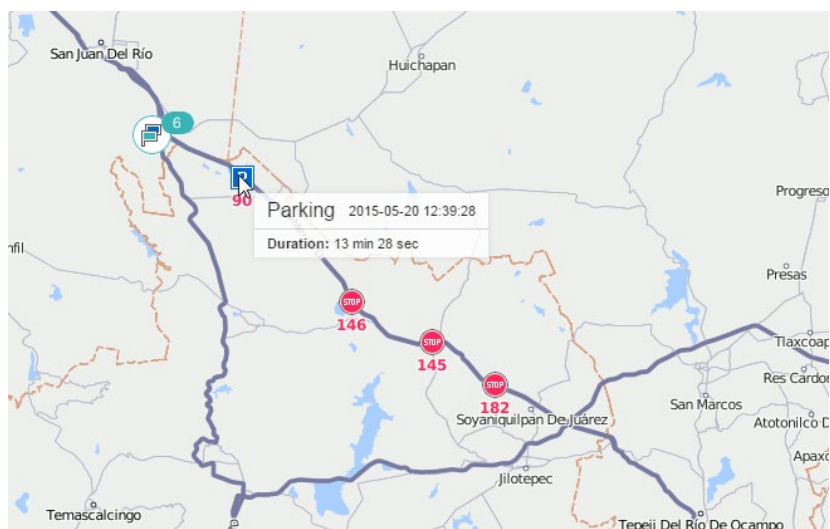 San Juan Del Río
Huichapan
6
P
90
Parking 2015-05-20 12:39:28
Duration: 13 min 28 sec
Progreso
nfil
Presas
STOP
146
STOP
145
Tlaxcoap
STOP
182
Res Cardon
Soyaniquilpan De Juárez
San Marcos
Atotonilco D
Apaxco
Jilotepec
Temascalcingo
Tepeji Del Río De Ocampo